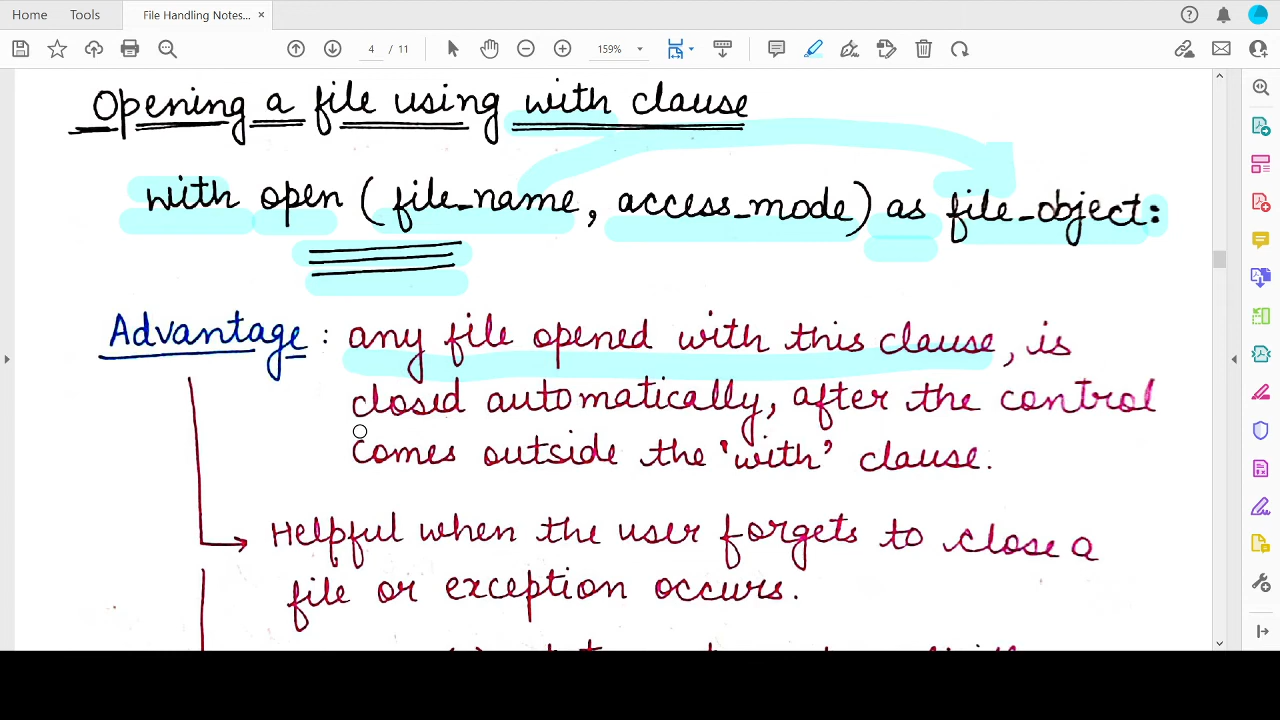 Home Tools File Handling Notes... ×
4 / 11 159%
Opening a file using with clause
with open ( file_name, access_mode) as file_object:
Advantage : any file opened with this clause, is
closed automatically, after the control
comes outside the 'with' clause.
Helpful when the user forgets to close a
file or exception occurs.